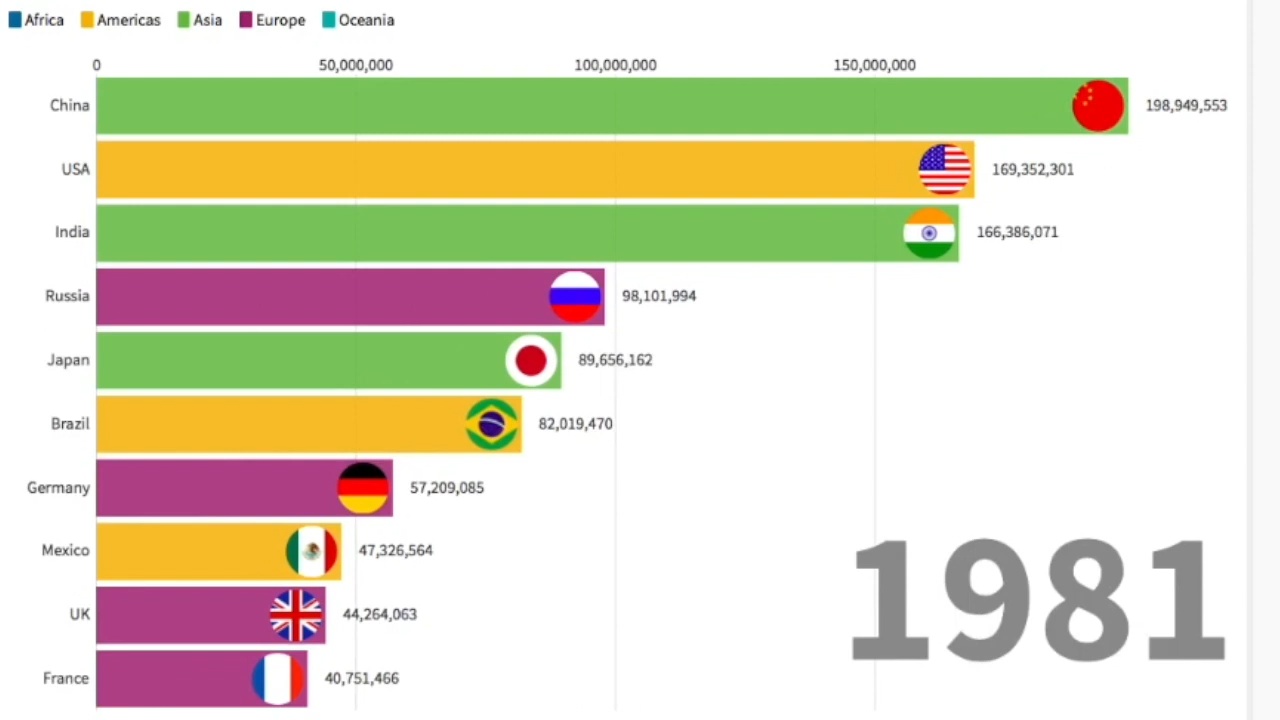 Africa Americas Asia Europe Oceania
0 50,000,000 100,000,000 150,000,000
China 198,949,553
USA 169,352,301
India 166,386,071
Russia 98,101,994
Japan 89,656,162
Brazil 82,019,470
Germany 57,209,085
Mexico 47,326,564
UK 44,264,063
France 40,751,466
1981